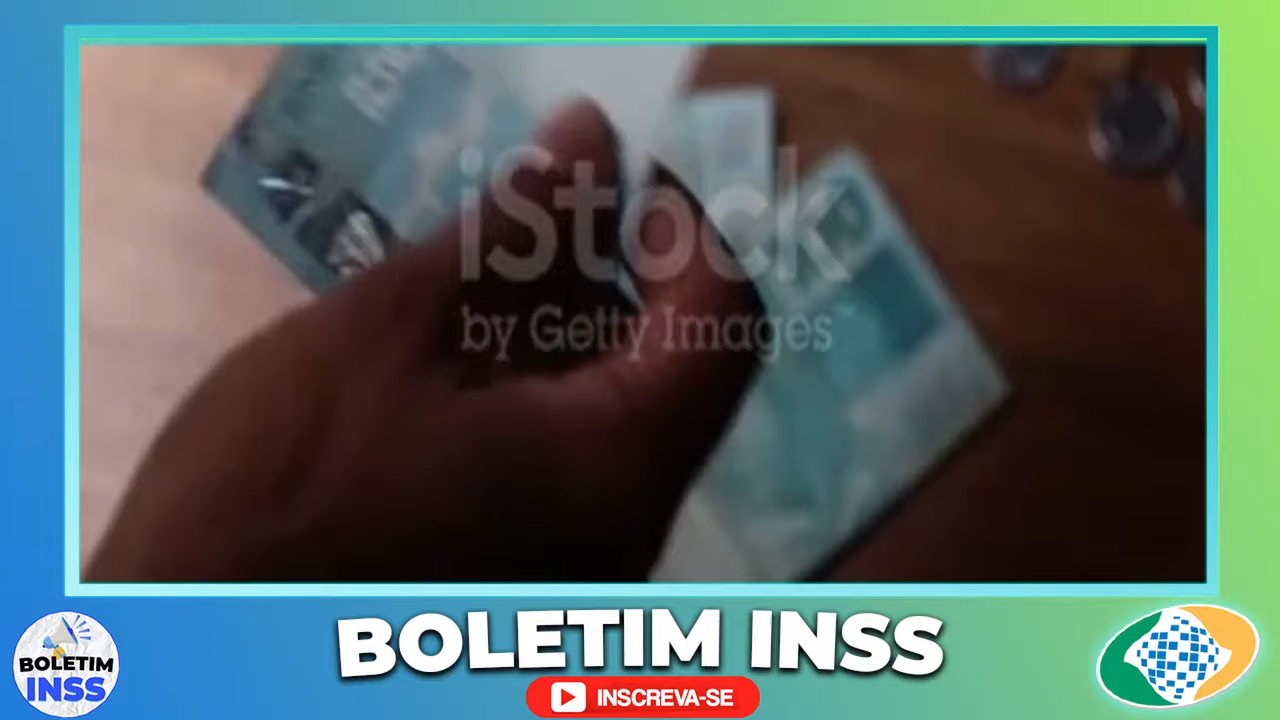 iStock
by Getty Images
BOLETIM INSS
INSCREVA-SE
BOLETIM
INSS